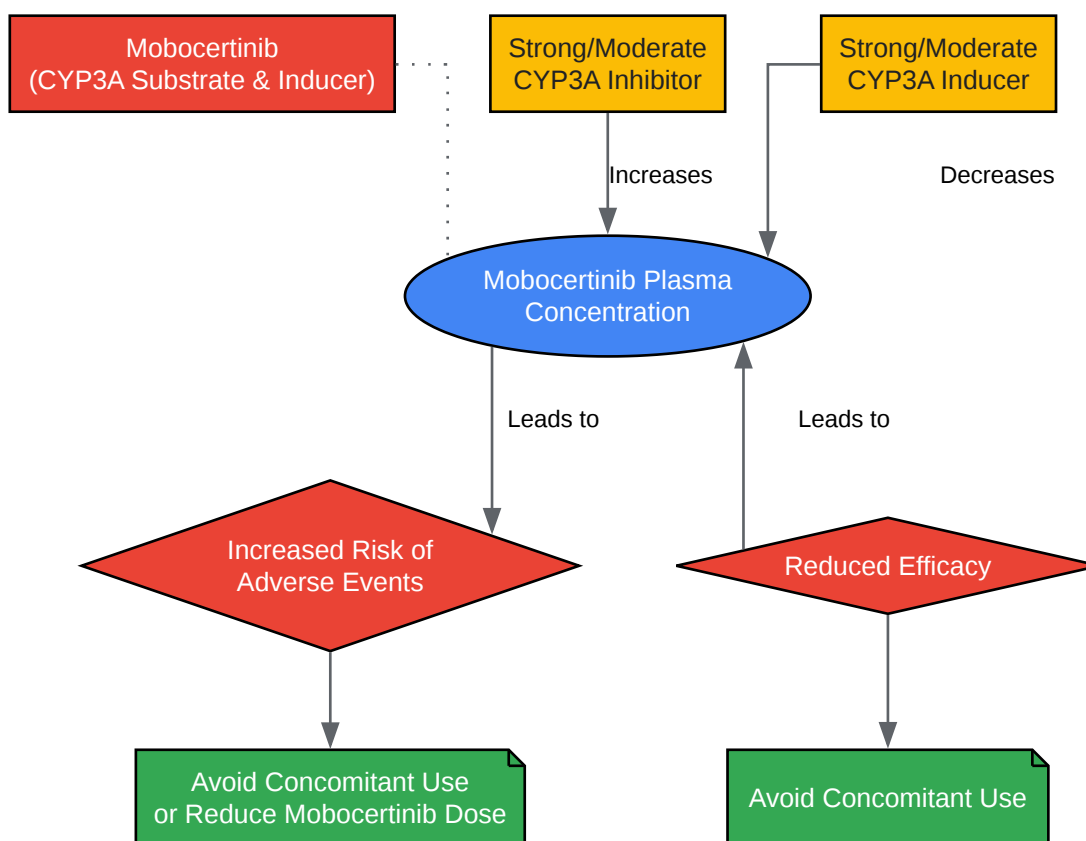 Mobocertinib
(CYP3A Substrate & Inducer)
Strong/Moderate
CYP3A Inhibitor
Strong/Moderate
CYP3A Inducer
Increases
Decreases
Mobocertinib Plasma
Concentration
Leads to
Leads to
Increased Risk of
Adverse Events
Reduced Efficacy
Avoid Concomitant Use
or Reduce Mobocertinib Dose
Avoid Concomitant Use